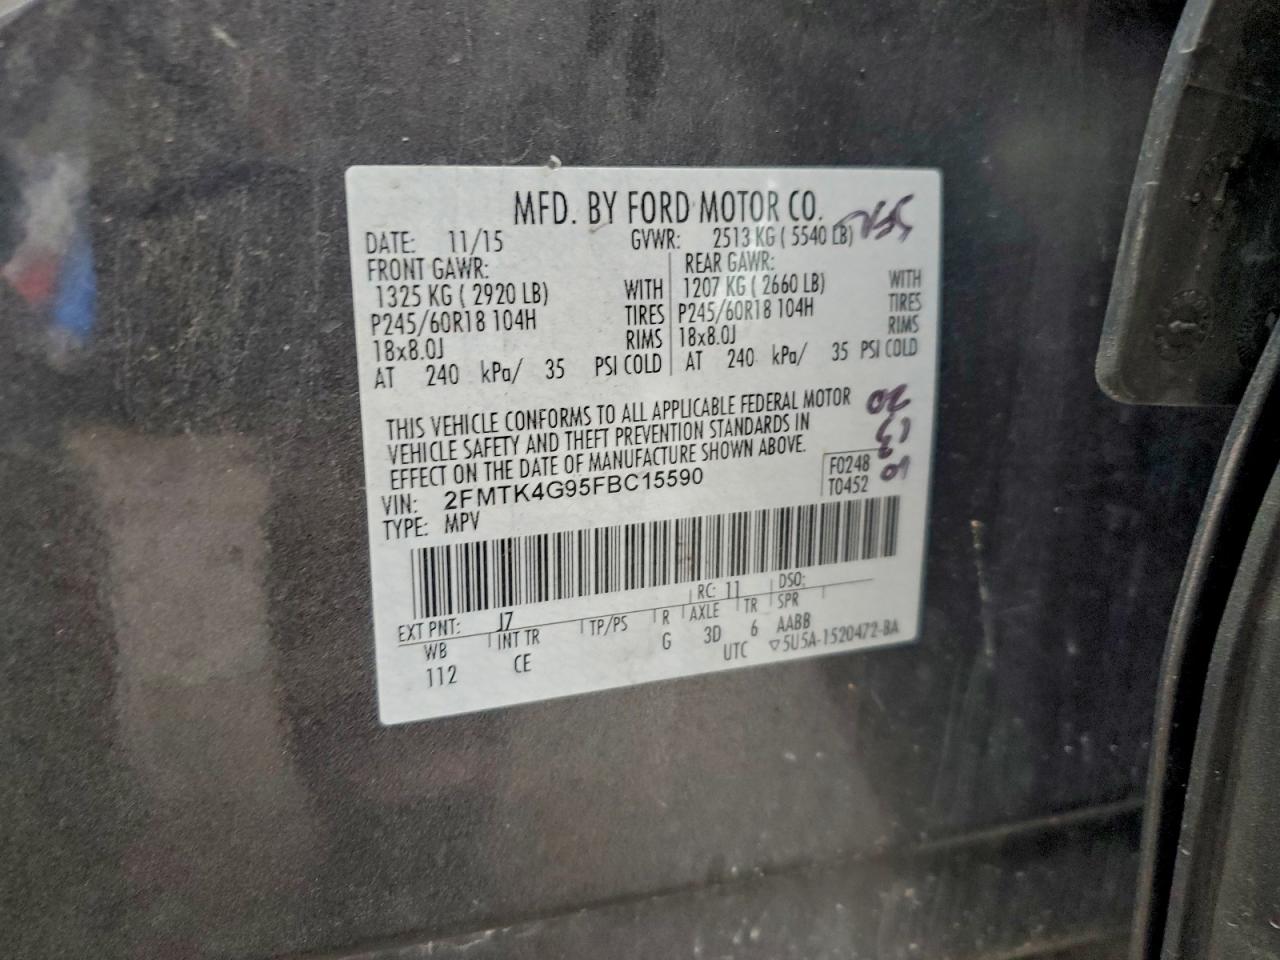 MFD. BY FORD MOTOR CO.
DATE: 11/15 GVWR: 2513 KG ( 5540 LB)
FRONT GAWR: REAR GAWR:
1325 KG ( 2920 LB) WITH 1207 KG ( 2660 LB) WITH
P245/60R18 104H TIRES P245/60R18 104H TIRES
18x8.0J RIMS 18x8.0J RIMS
AT 240 kPa/ 35 PSI COLD AT 240 kPa/ 35 PSI COLD
THIS VEHICLE CONFORMS TO ALL APPLICABLE FEDERAL MOTOR
VEHICLE SAFETY AND THEFT PREVENTION STANDARDS IN
EFFECT ON THE DATE OF MANUFACTURE SHOWN ABOVE.
VIN: 2FMTK4G95FBC15590 F0248
TYPE: MPV T0452
RC: 11 DSO:
EXT PNT: J7
WB INT TR TP/PS R AXLE TR SPR
112 CE G 3D 6 AABB
UTC ▽5U5A-1520472-BA